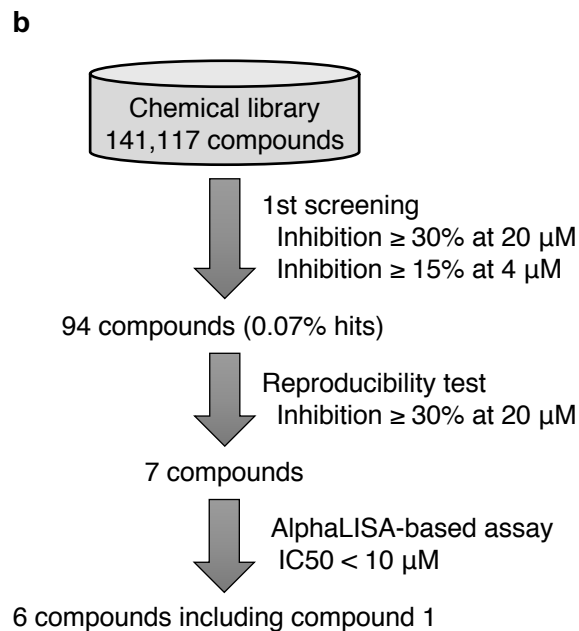 b
Chemical library
141,117 compounds
1st screening
Inhibition ≥ 30% at 20 μM
Inhibition ≥ 15% at 4 μM
94 compounds (0.07% hits)
Reproducibility test
Inhibition ≥ 30% at 20 μM
7 compounds
AlphaLISA-based assay
IC50 < 10 μM
6 compounds including compound 1